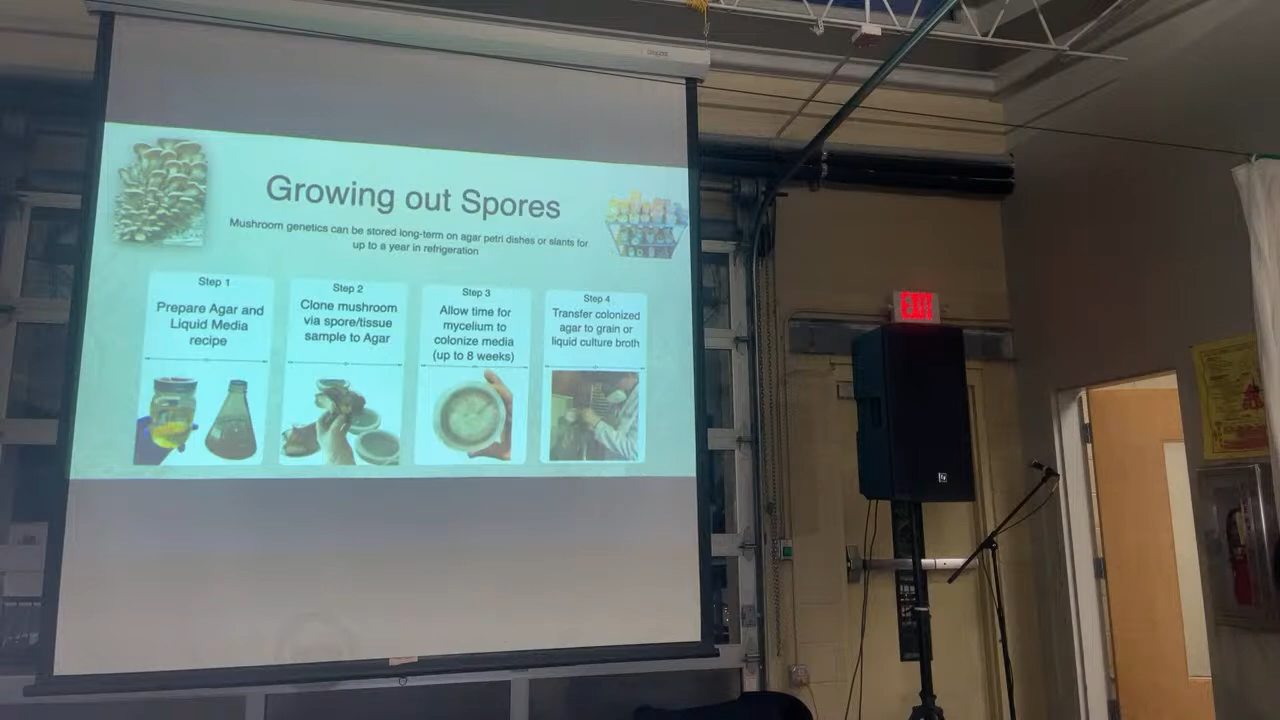 Growing out Spores
Mushroom genetics can be stored long-term on agar petri dishes or slants for
up to a year in refrigeration
Step 1
Prepare Agar and
Liquid Media
recipe
Step 2
Clone mushroom
via spore/tissue
sample to Agar
Step 3
Allow time for
mycelium to
colonize media
(up to 8 weeks)
Step 4
Transfer colonized
agar to grain or
liquid culture broth
EXIT